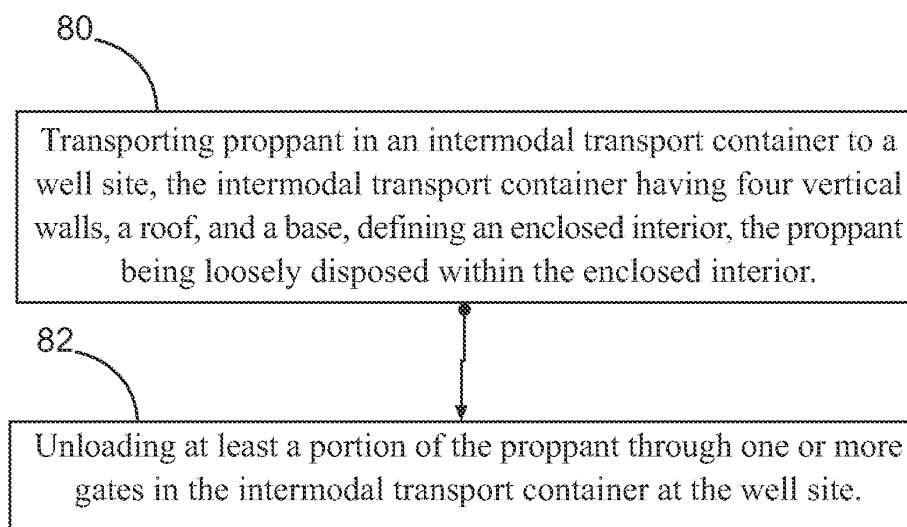 80
Transporting proppant in an intermodal transport container to a
well site, the intermodal transport container having four vertical
walls, a roof, and a base, defining an enclosed interior, the proppant
being loosely disposed within the enclosed interior.
82
Unloading at least a portion of the proppant through one or more
gates in the intermodal transport container at the well site.